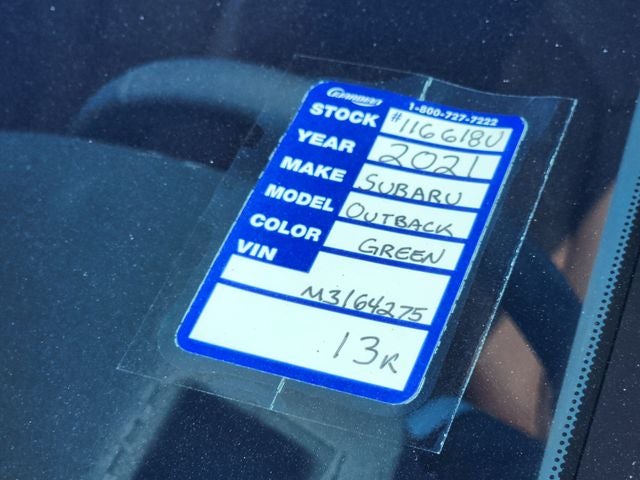 1-800-727-7222
STOCK #116618U
YEAR 2021
MAKE SUBARU
MODEL OUTBACK
COLOR GREEN
VIN
M3164275
13K